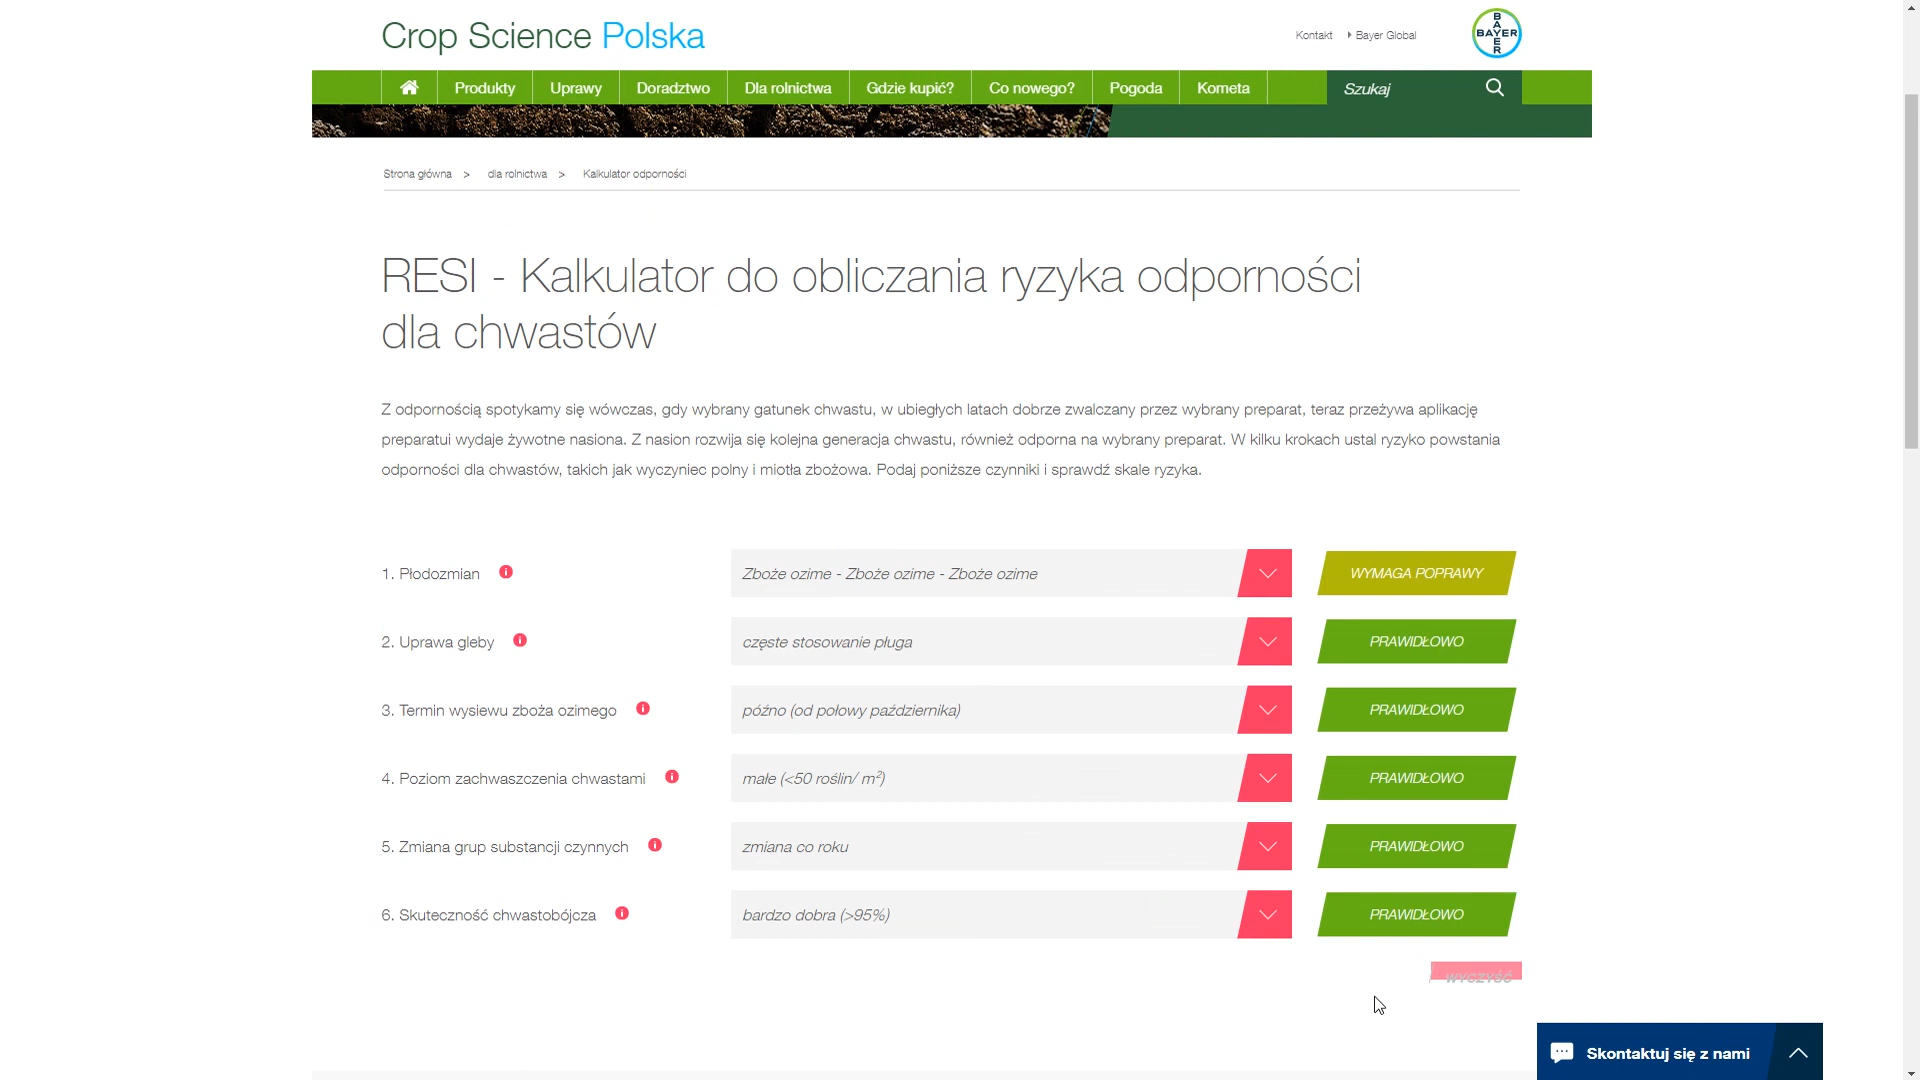 Crop Science Polska
Kontakt
Bayer Global
BAYER
BAYER
Produkty
Uprawy
Doradztwo
Dla rolnictwa
Gdzie kupić?
Co nowego?
Pogoda
Kometa
Szukaj
Strona główna > dla rolnictwa > Kalkulator odporności
RESI - Kalkulator do obliczania ryzyka odporności
dla chwastów
Z odpornością spotykamy się wówczas, gdy wybrany gatunek chwastu, w ubiegłych latach dobrze zwalczany przez wybrany preparat, teraz przeżywa aplikację
preparatui wydaje żywotne nasiona. Z nasion rozwija się kolejna generacja chwastu, również odporna na wybrany preparat. W kilku krokach ustal ryzyko powstania
odporności dla chwastów, takich jak wyczyniec polny i miotła zbożowa. Podaj poniższe czynniki i sprawdź skale ryzyka.
1. Płodozmian
Zboże ozime - Zboże ozime - Zboże ozime
WYMAGA POPRAWY
2. Uprawa gleby
częste stosowanie pługa
PRAWIDŁOWO
3. Termin wysiewu zboża ozimego
późno (od połowy października)
PRAWIDŁOWO
4. Poziom zachwaszczenia chwastami
małe (<50 roślin/ m²)
PRAWIDŁOWO
5. Zmiana grup substancji czynnych
zmiana co roku
PRAWIDŁOWO
6. Skuteczność chwastobójcza
bardzo dobra (>95%)
PRAWIDŁOWO
WYCZYŚĆ
Skontaktuj się z nami